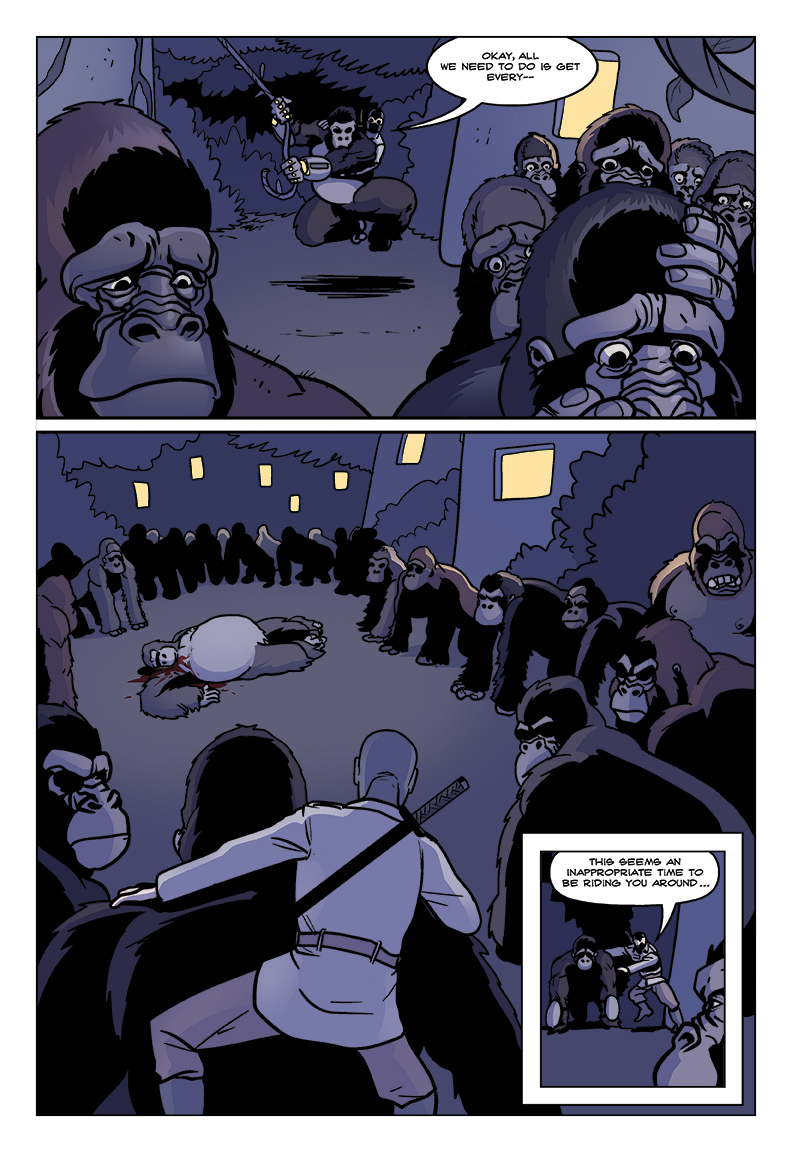 OKAY, ALL
WE NEED TO DO IS GET
EVERY--
THIS SEEMS AN
INAPPROPRIATE TIME TO
BE RIDING YOU AROUND...